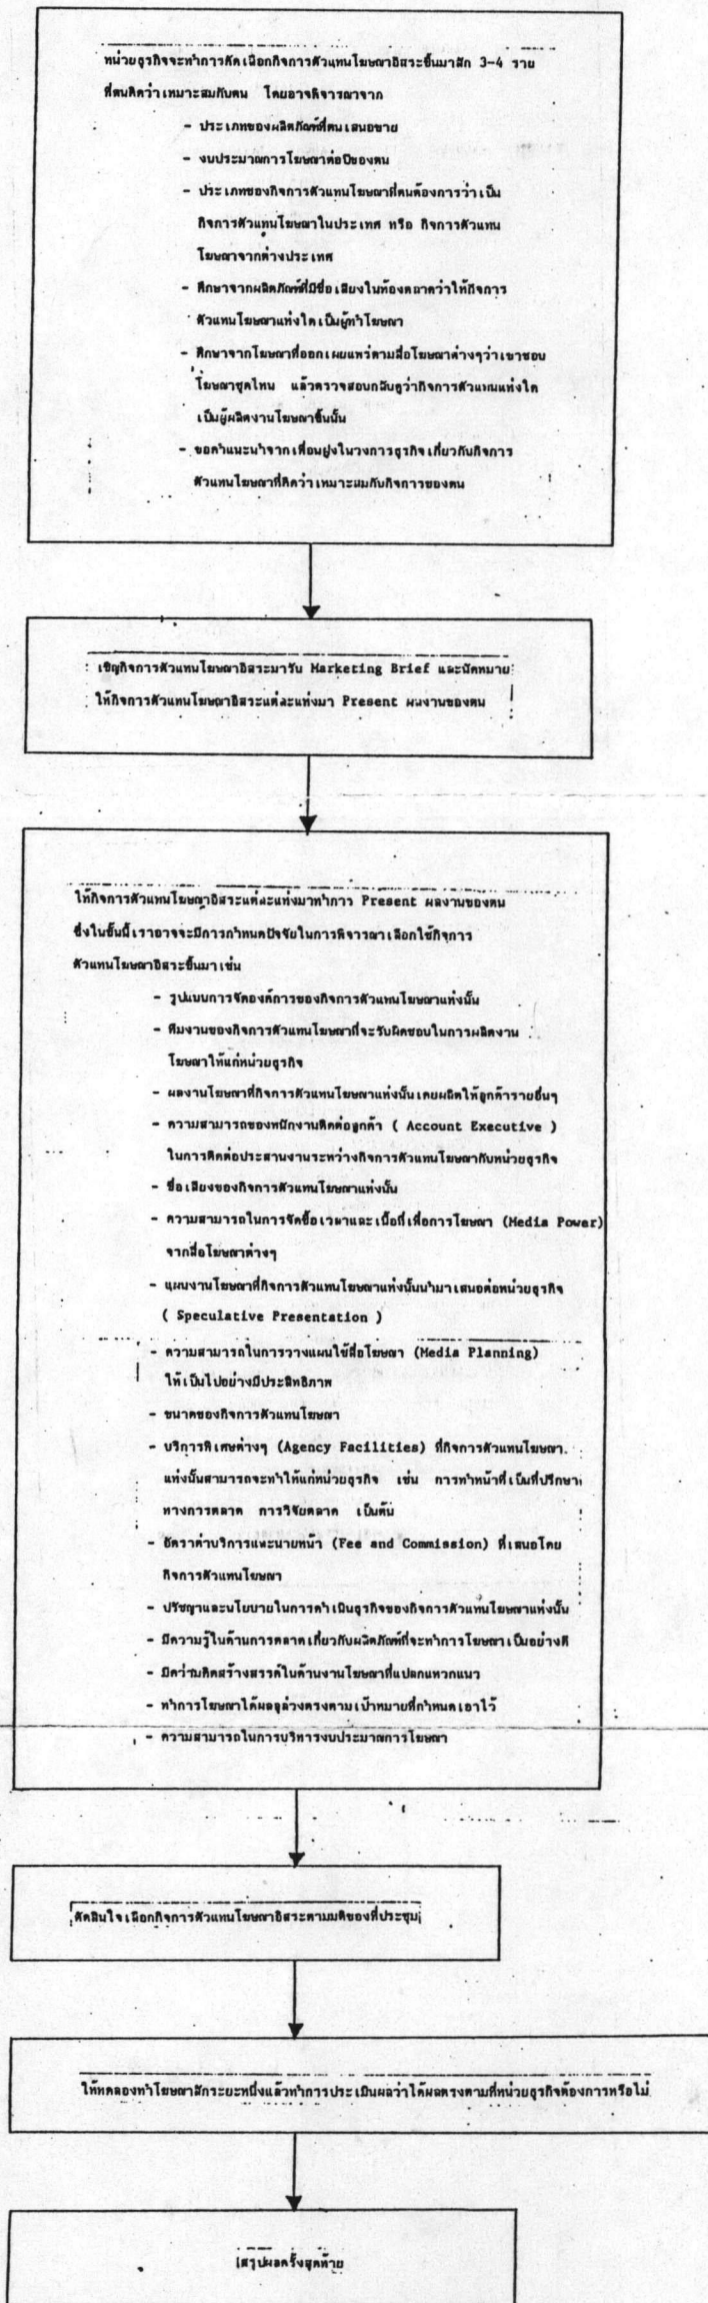 หน่วยธุรกิจจะทำการคัดเลือกกิจการตัวแทนโฆษณาอิสระขึ้นมาสัก 3-4 ราย
ที่ตนคิดว่าเหมาะสมกับตน โดยอาจพิจารณาจาก
- ประเภทของผลิตภัณฑ์ที่ตนเสนอขาย
- งบประมาณการโฆษณาต่อปีของตน
- ประเภทของกิจการตัวแทนโฆษณาที่ตนต้องการว่าเป็น
กิจการตัวแทนโฆษณาในประเทศ หรือ กิจการตัวแทน
โฆษณาจากต่างประเทศ
- ศึกษาจากผลิตภัณฑ์ที่มีชื่อเสียงในท้องตลาดว่าให้กิจการ
ตัวแทนโฆษณาแห่งใดเป็นผู้ทำโฆษณา
- ศึกษาจากโฆษณาที่ออกเผยแพร่ตามสื่อโฆษณาต่างๆว่าเขาชอบ
โฆษณาชุดไหน แล้วตรวจสอบกลับดูว่ากิจการตัวแทนแห่งใด
เป็นผู้ผลิตงานโฆษณาชิ้นนั้น
- ขอคำแนะนำจากเพื่อนฝูงในวงการธุรกิจเกี่ยวกับกิจการ
ตัวแทนโฆษณาที่คิดว่าเหมาะสมกับกิจการของตน
เชิญกิจการตัวแทนโฆษณาอิสระมารับ Marketing Brief และนัดหมาย
ให้กิจการตัวแทนโฆษณาอิสระแต่ละแห่งมา Present ผลงานของตน
ให้กิจการตัวแทนโฆษณาอิสระแต่ละแห่งมาทำการ Present ผลงานของตน
ซึ่งในขั้นนี้เราอาจจะมีการกำหนดปัจจัยในการพิจารณาเลือกใช้กิจการ
ตัวแทนโฆษณาอิสระขึ้นมาเช่น
- รูปแบบการจัดองค์การของกิจการตัวแทนโฆษณาแห่งนั้น
- ทีมงานของกิจการตัวแทนโฆษณาที่จะรับผิดชอบในการผลิตงาน
โฆษณาให้แก่หน่วยธุรกิจ
- ผลงานโฆษณาที่กิจการตัวแทนโฆษณาแห่งนั้นเคยผลิตให้ลูกค้ารายอื่นๆ
- ความสามารถของพนักงานติดต่อลูกค้า ( Account Executive )
ในการติดต่อประสานงานระหว่างกิจการตัวแทนโฆษณากับหน่วยธุรกิจ
- ชื่อเสียงของกิจการตัวแทนโฆษณาแห่งนั้น
- ความสามารถในการจัดซื้อเวลาและเนื้อที่เพื่อการโฆษณา (Media Power)
จากสื่อโฆษณาต่างๆ
- แผนงานโฆษณาที่กิจการตัวแทนโฆษณาแห่งนั้นนำมาเสนอต่อหน่วยธุรกิจ
( Speculative Presentation )
- ความสามารถในการวางแผนใช้สื่อโฆษณา (Media Planning)
ให้เป็นไปอย่างมีประสิทธิภาพ
- ขนาดของกิจการตัวแทนโฆษณา
- บริการพิเศษต่างๆ (Agency Facilities) ที่กิจการตัวแทนโฆษณา
แห่งนั้นสามารถจะทำให้แก่หน่วยธุรกิจ เช่น การทำหน้าที่เป็นที่ปรึกษา
ทางการตลาด การวิจัยตลาด เป็นต้น
- อัตราค่าบริการและนายหน้า (Fee and Commission) ที่เสนอโดย
กิจการตัวแทนโฆษณา
- ปรัชญาและนโยบายในการดำเนินธุรกิจของกิจการตัวแทนโฆษณาแห่งนั้น
- มีความรู้ในด้านการตลาดเกี่ยวกับผลิตภัณฑ์ที่จะทำการโฆษณาเป็นอย่างดี
- มีความคิดสร้างสรรค์ในด้านงานโฆษณาที่แปลกแหวกแนว
- ทำการโฆษณาได้ผลลุล่วงตรงตามเป้าหมายที่กำหนดเอาไว้
- ความสามารถในการบริหารงบประมาณการโฆษณา
ตัดสินใจเลือกกิจการตัวแทนโฆษณาอิสระตามมติของที่ประชุม
ให้ทดลองทำโฆษณาสักระยะหนึ่งแล้วทำการประเมินผลว่าได้ผลตรงตามที่หน่วยธุรกิจต้องการหรือไม่
สรุปผลครั้งสุดท้าย